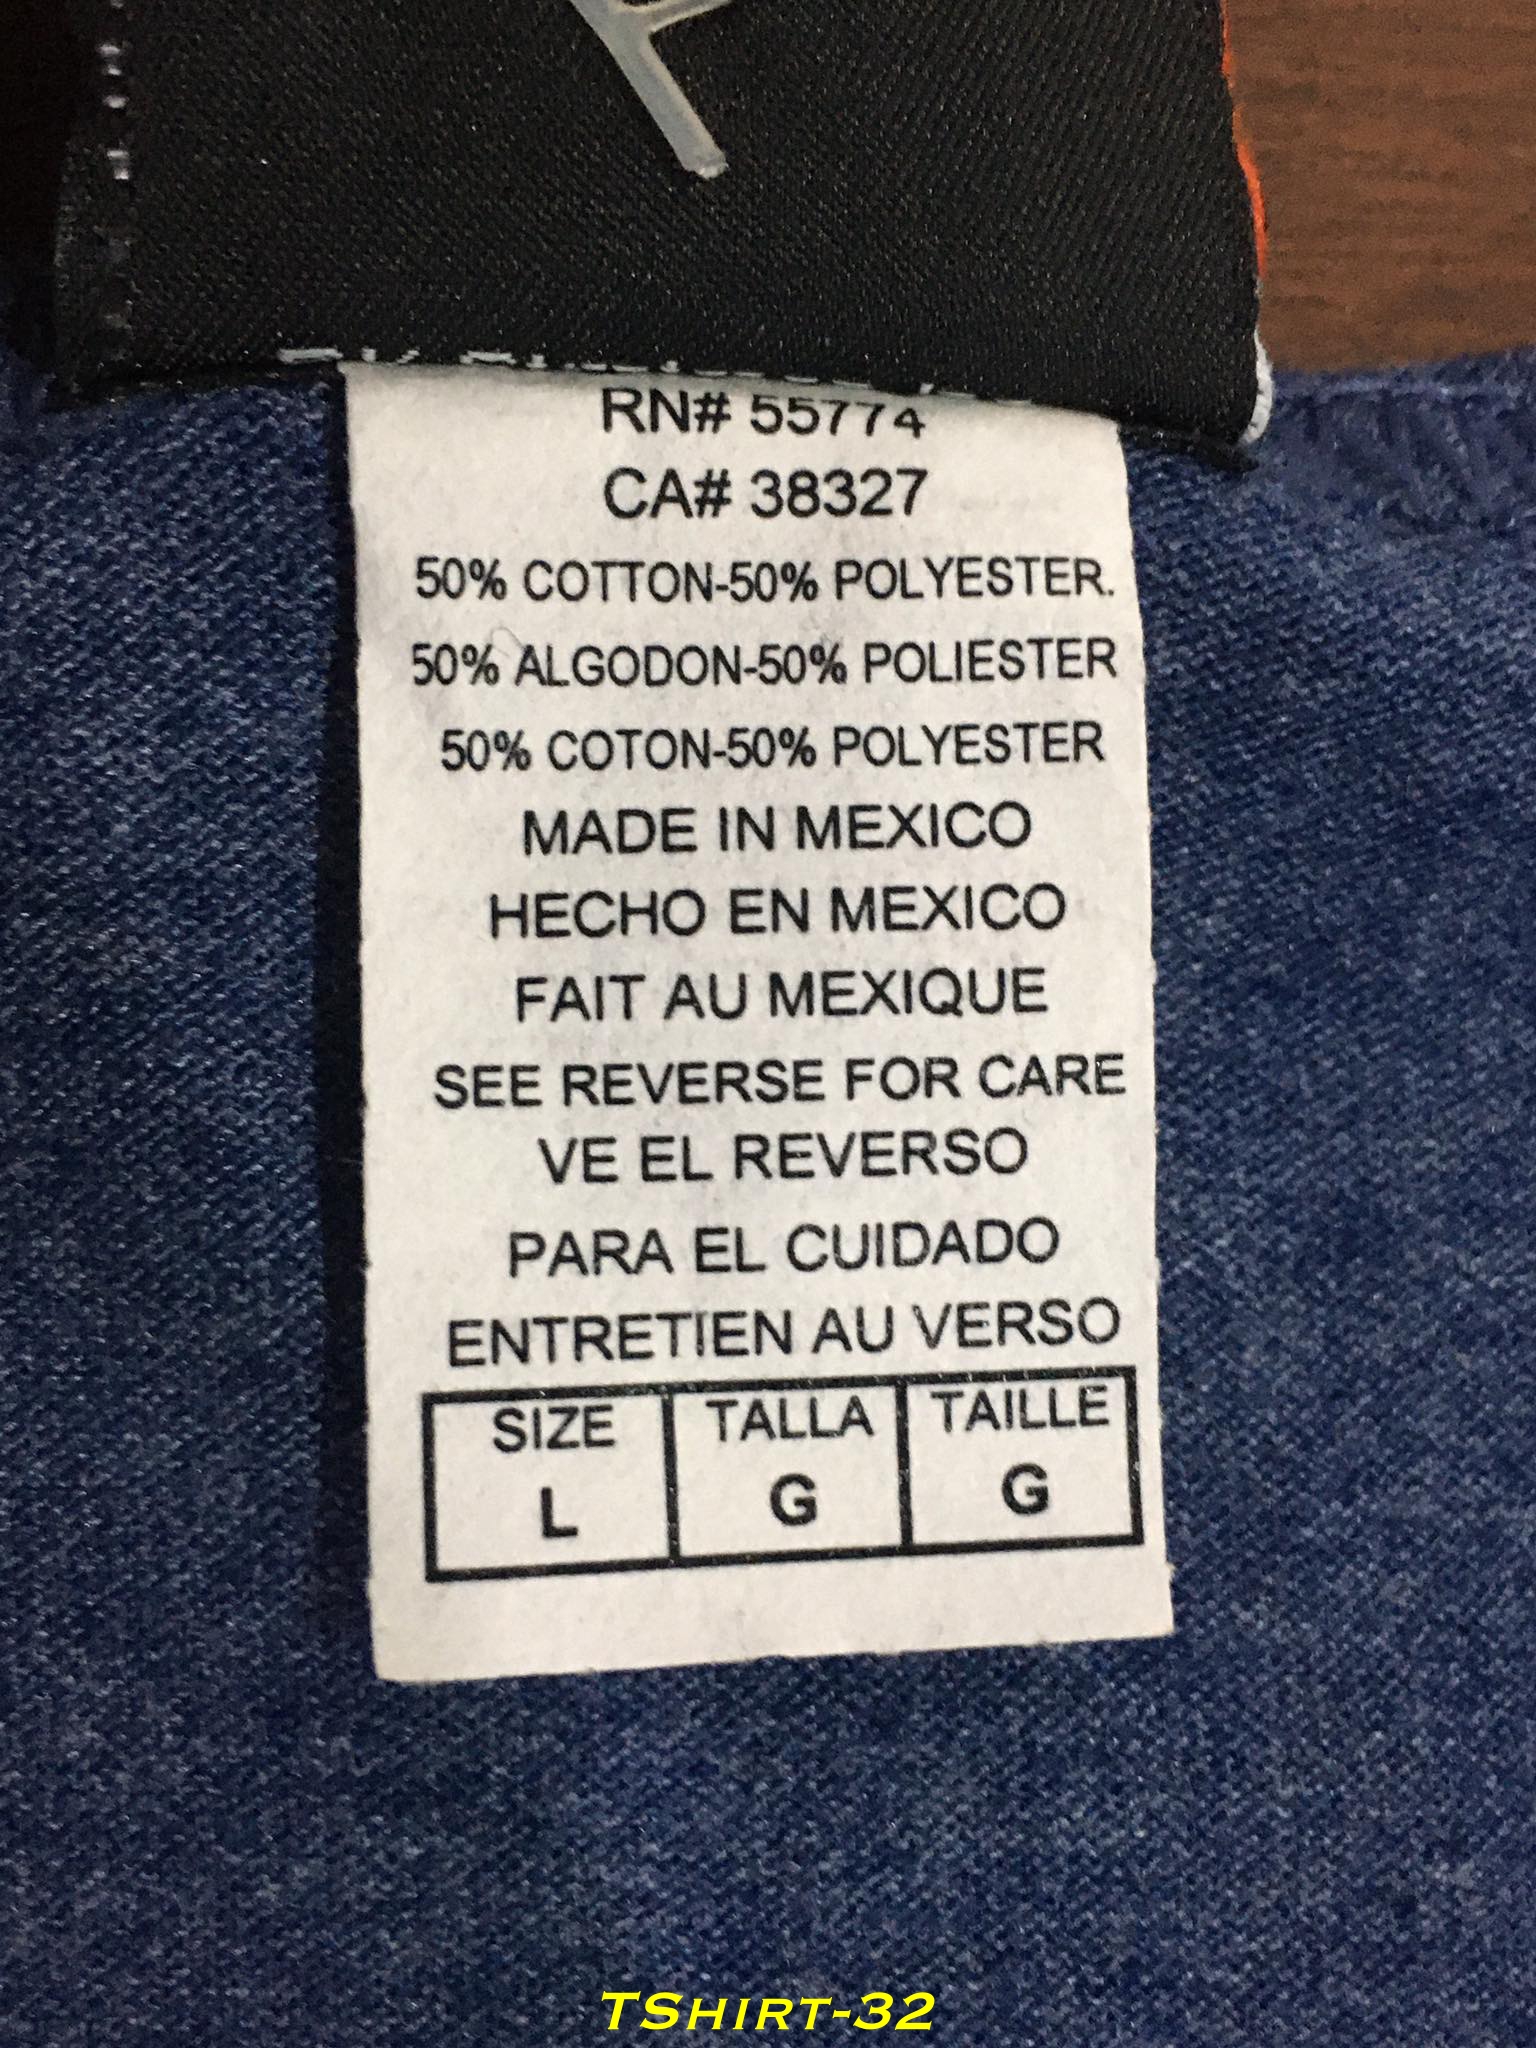 RN# 55774
CA# 38327
50% COTTON-50% POLYESTER.
50% ALGODON-50% POLIESTER
50% COTON-50% POLYESTER
MADE IN MEXICO
HECHO EN MEXICO
FAIT AU MEXIQUE
SEE REVERSE FOR CARE
VE EL REVERSO
PARA EL CUIDADO
ENTRETIEN AU VERSO
SIZE TALLA TAILLE
L G G
TSHIRT-32